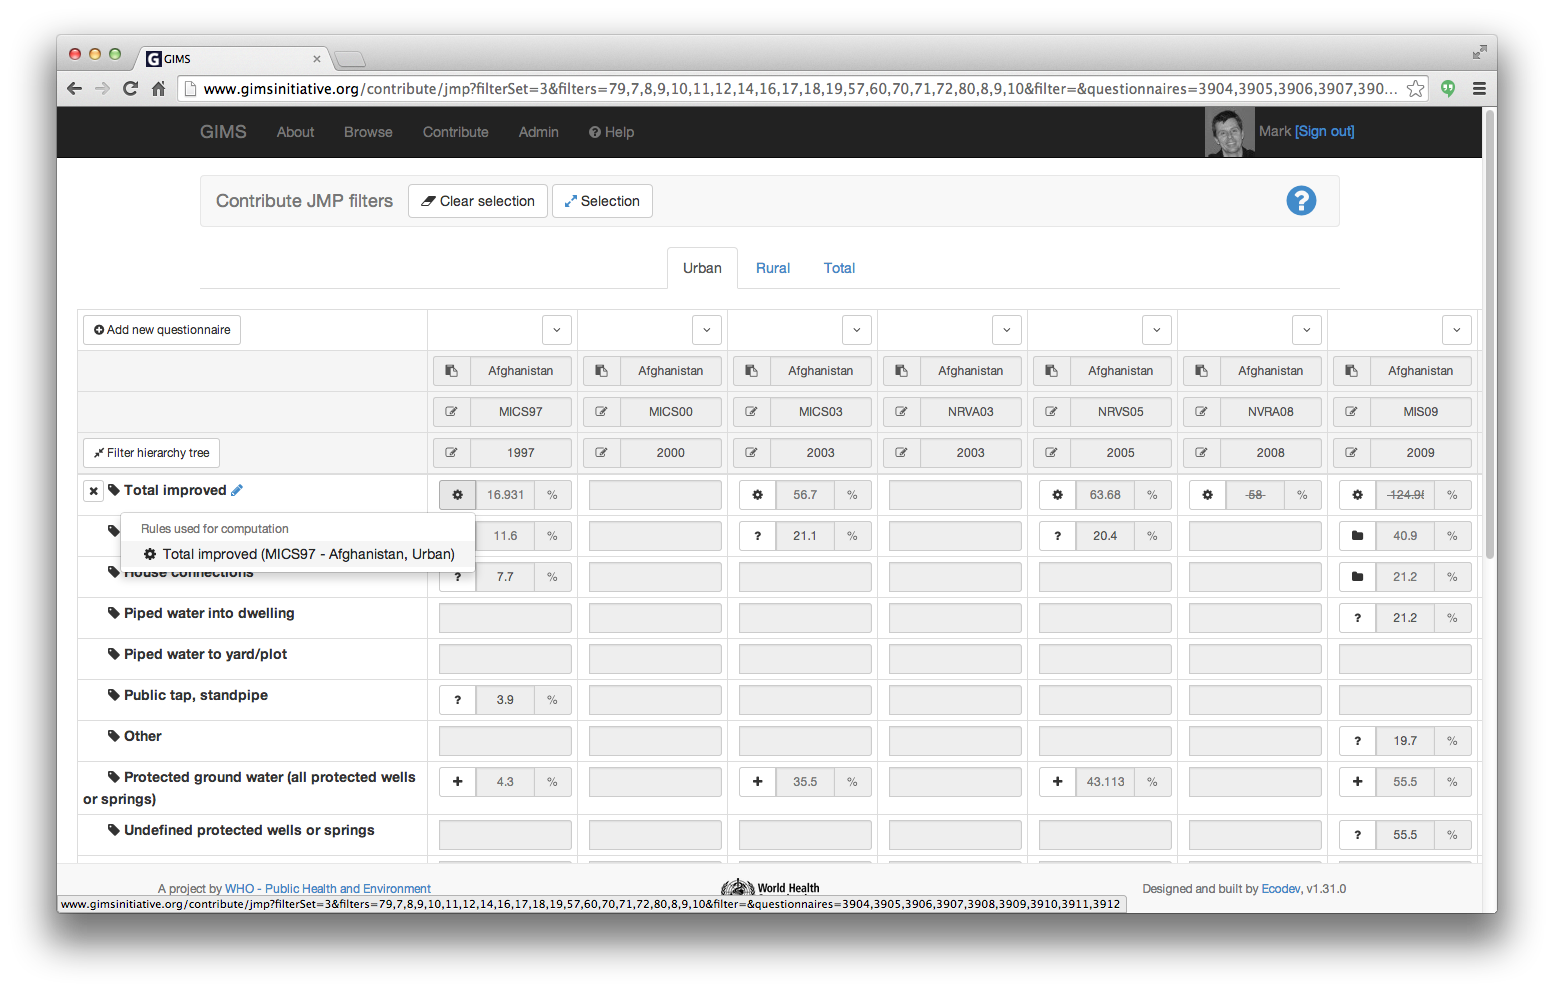 GIMS
www.gimsinitiative.org/contribute/jmp?filterSet=3&filters=79,7,8,9,10,11,12,14,16,17,18,19,57,60,70,71,72,80,8,9,10&filter=&questionnaires=3904,3905,3906,3907,390...
GIMS About Browse Contribute Admin Help Mark [Sign out]
Contribute JMP filters Clear selection Selection ?
Urban Rural Total
Add new questionnaire
Afghanistan Afghanistan Afghanistan Afghanistan Afghanistan Afghanistan Afghanistan
MICS97 MICS00 MICS03 NRVA03 NRVS05 NVRA08 MIS09
Filter hierarchy tree 1997 2000 2003 2003 2005 2008 2009
Total improved 16.931 % 56.7 % 63.68 % 58 % %
Rules used for computation
11.6 % ? 21.1 % ? 20.4 % 40.9 %
Total improved (MICS97 - Afghanistan, Urban)
House connections ? 7.7 % 21.2 %
Piped water into dwelling ? 21.2 %
Piped water to yard/plot
Public tap, standpipe ? 3.9 %
Other ? 19.7 %
Protected ground water (all protected wells + 4.3 % + 35.5 % + 43.113 % + 55.5 %
or springs)
Undefined protected wells or springs ? 55.5 %
A project by WHO - Public Health and Environment World Health Designed and built by Ecodev, v1.31.0
www.gimsinitiative.org/contribute/jmp?filterSet=3&filters=79,7,8,9,10,11,12,14,16,17,18,19,57,60,70,71,72,80,8,9,10&filter=&questionnaires=3904,3905,3906,3907,3908,3909,3910,3911,3912